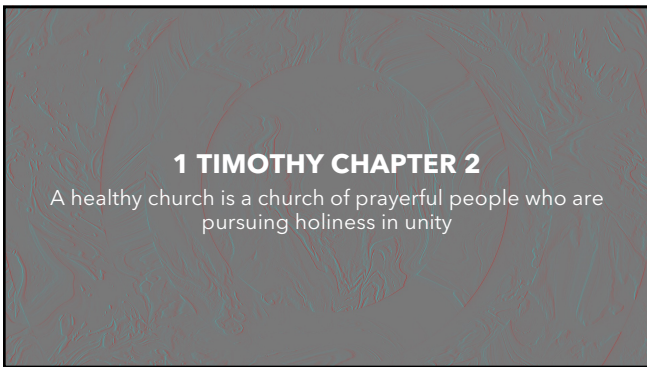 1 TIMOTHY CHAPTER 2
A healthy church is a church of prayerful people who are
pursuing holiness in unity